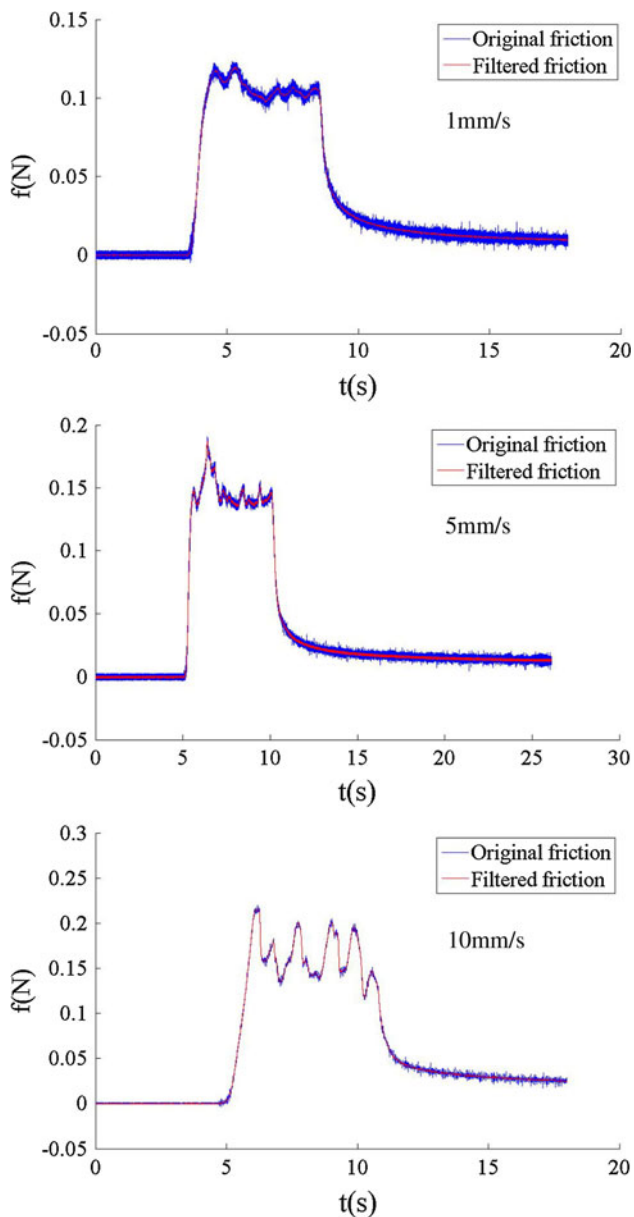 0.15
0.1
0.05
0
-0.05
f(N)
Original friction
Filtered friction
1mm/s
0 5 10 15 20
t(s)
0.2
0.15
0.1
0.05
0
-0.05
f(N)
Original friction
Filtered friction
5mm/s
0 5 10 15 20 25 30
t(s)
0.3
0.25
0.2
0.15
0.1
0.05
0
-0.05
f(N)
Original friction
Filtered friction
10mm/s
0 5 10 15 20
t(s)